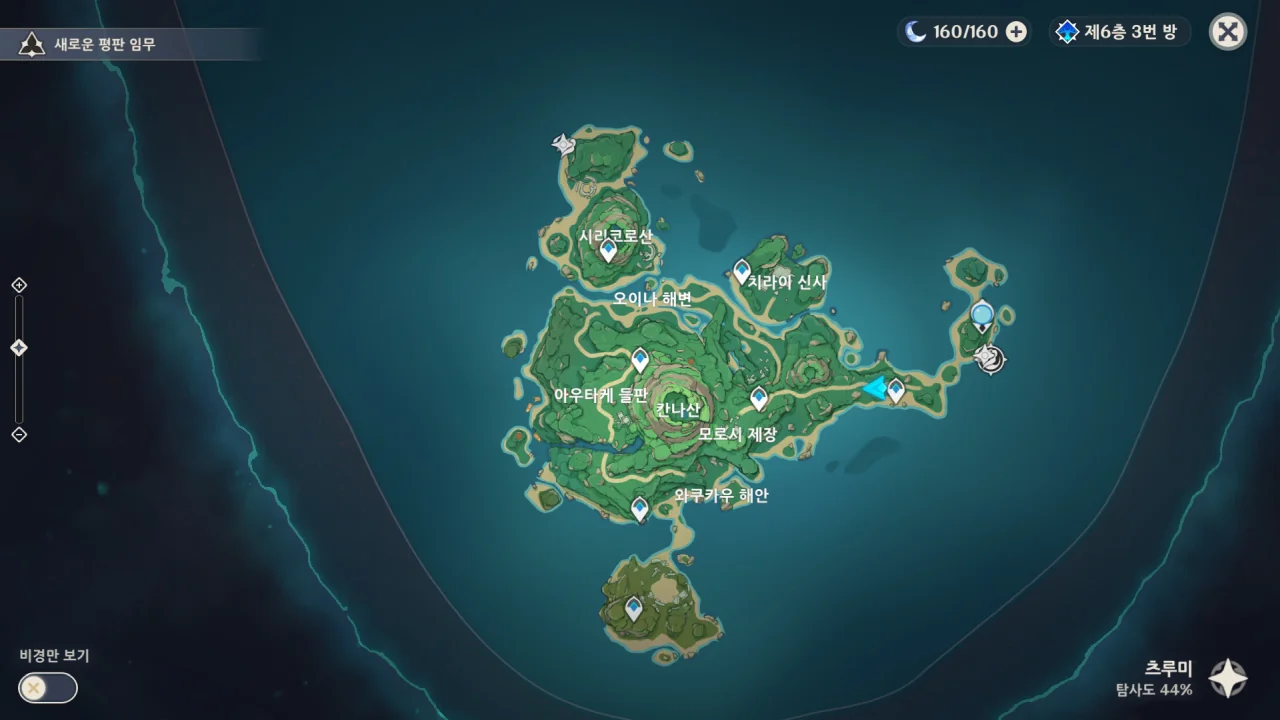 새로운 평판 임무
160/160
제6층 3번 방
시리코로산
치라이 신사
오이나 해변
아우타케 들판
칸나산
모로시 제장
와쿠카우 해안
비경만 보기
츠루미
탐사도 44%